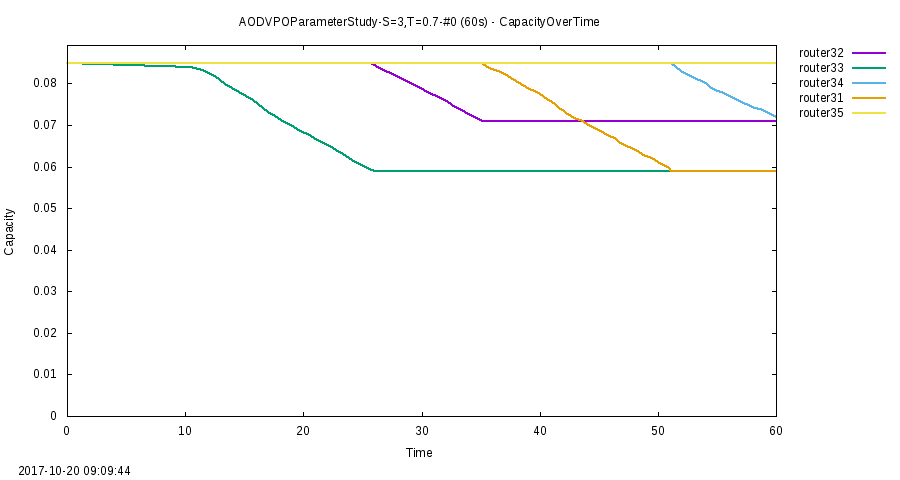 AODVPOParameterStudy-S=3,T=0.7-#0 (60s) - CapacityOverTime
router32
router33
router34
router31
router35
0.08
0.07
0.06
0.05
0.04
0.03
0.02
0.01
0
Capacity
0 10 20 30 40 50 60
Time
2017-10-20 09:09:44